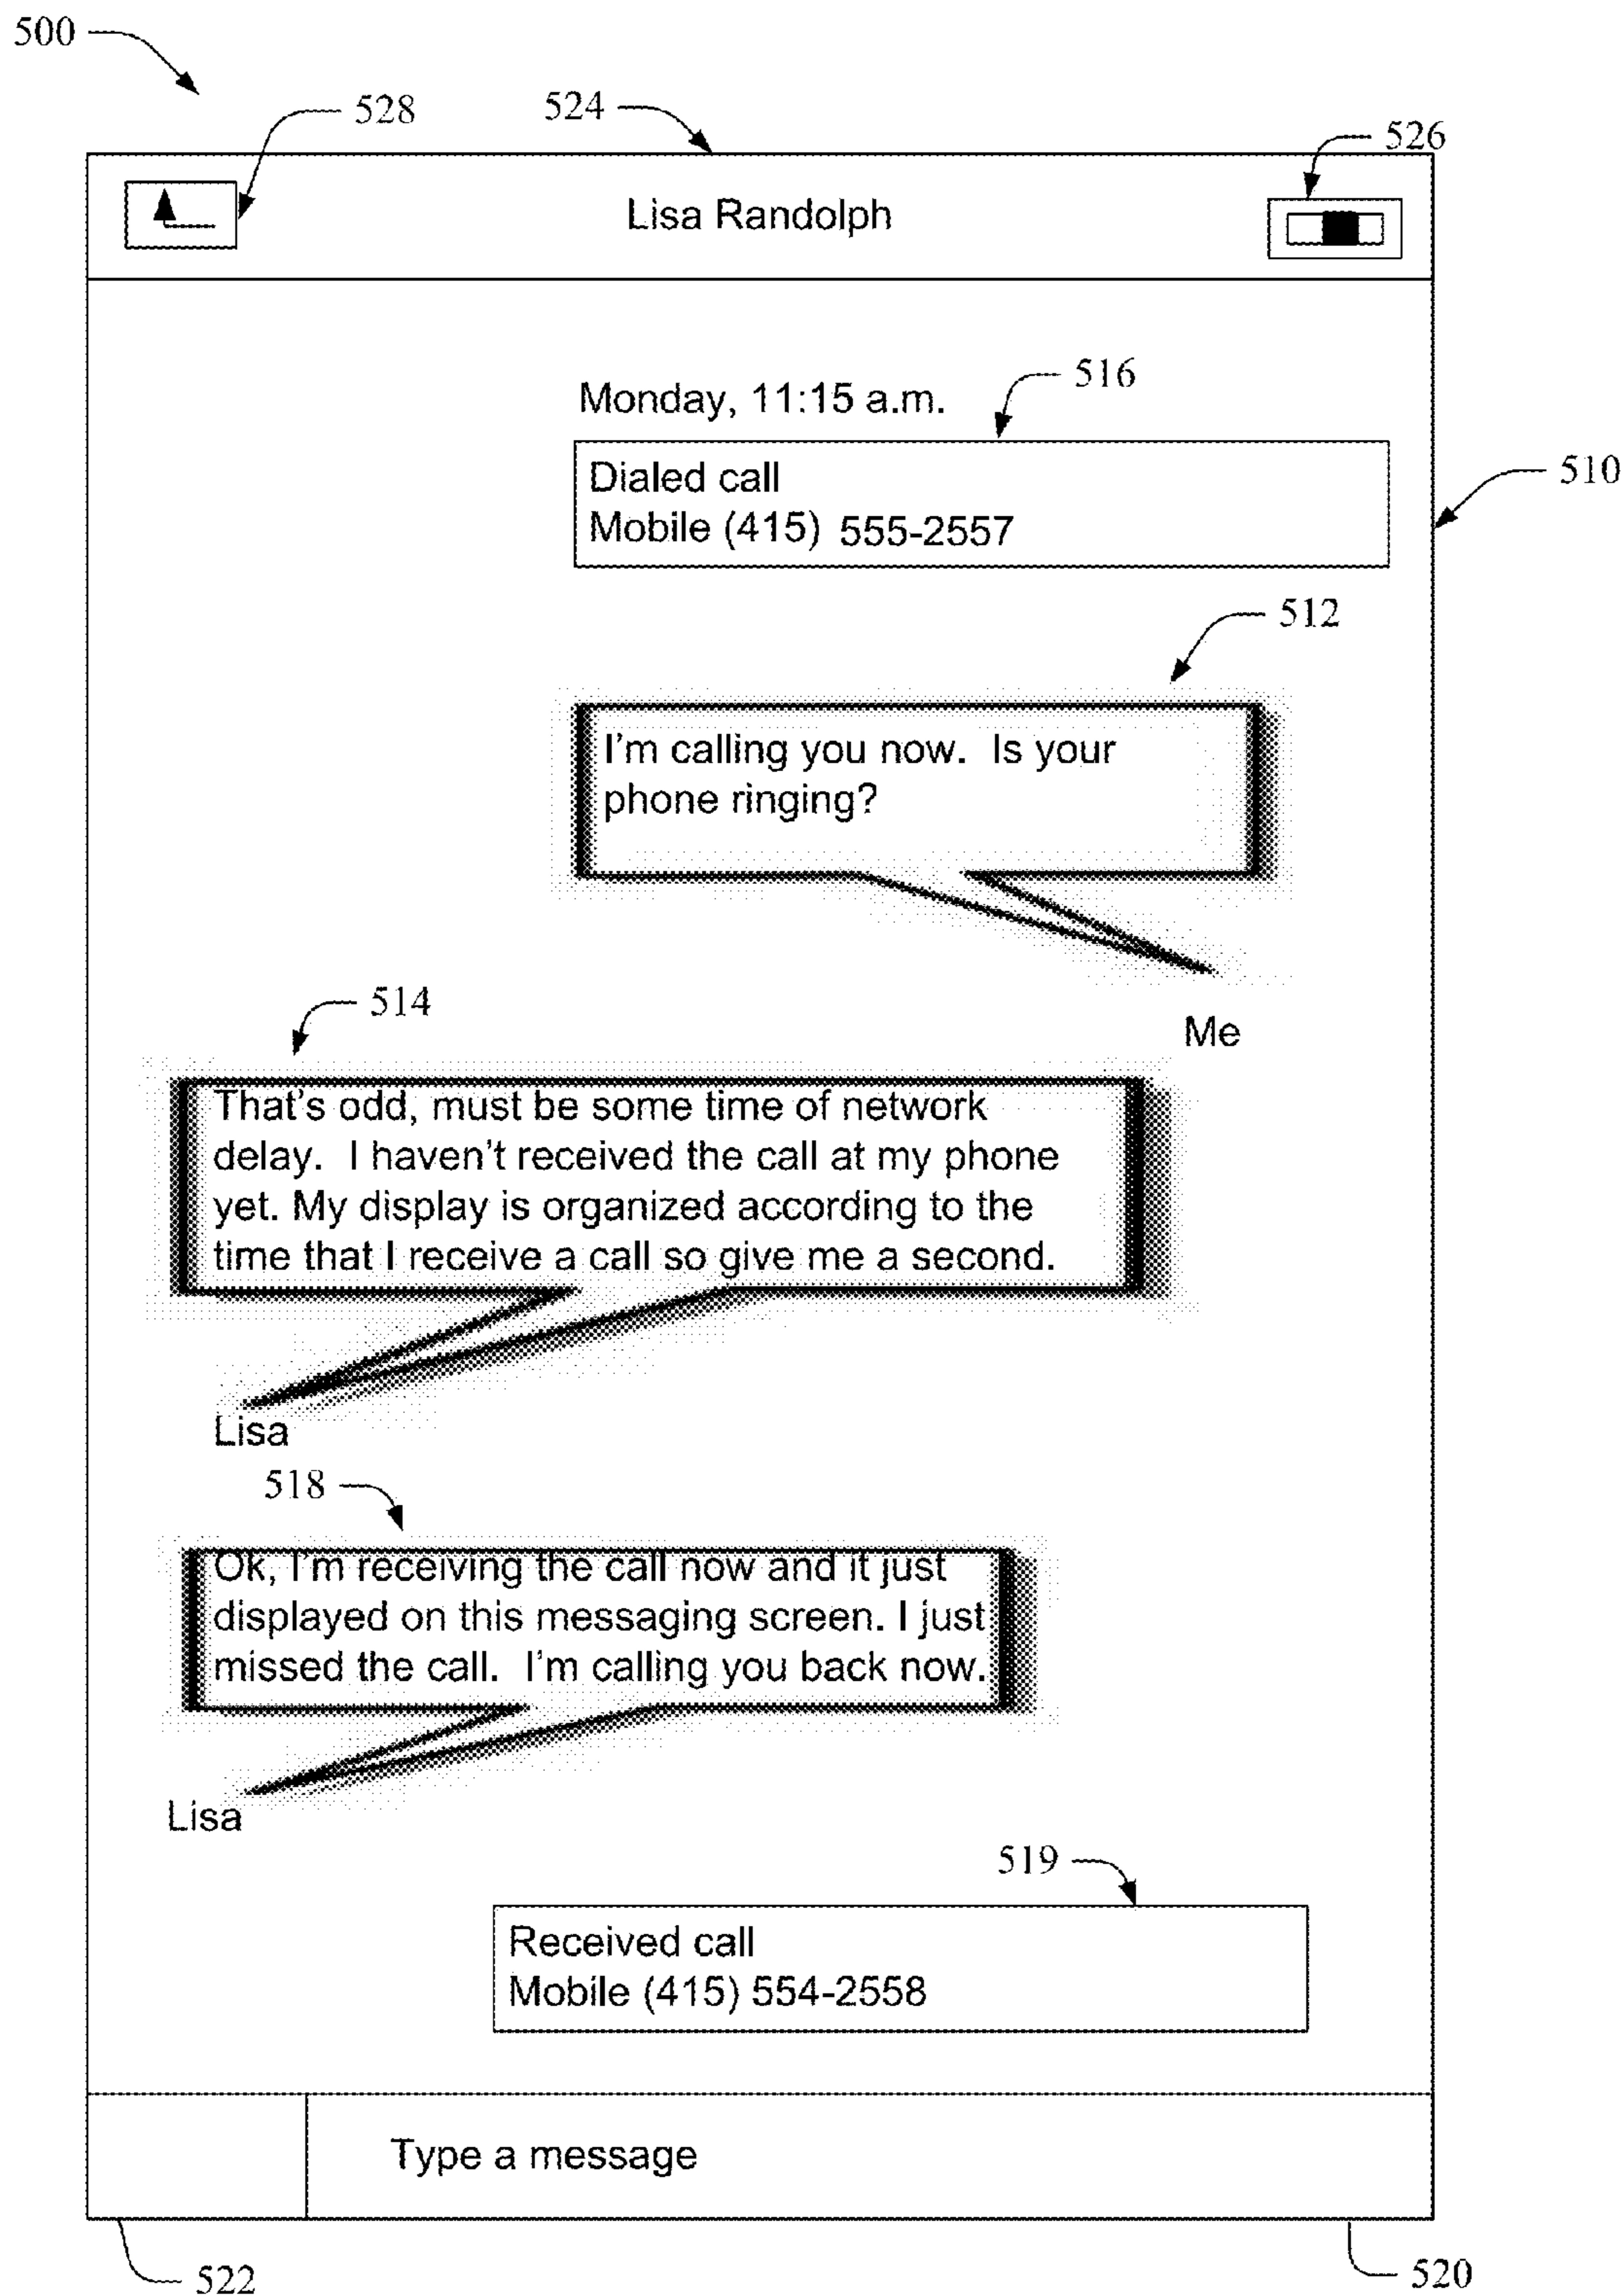 500
528
524
526
Lisa Randolph
516
Monday, 11:15 a.m.
510
Dialed call
Mobile (415) 555-2557
512
I'm calling you now. Is your
phone ringing?
Me
514
That's odd, must be some time of network
delay. I haven't received the call at my phone
yet. My display is organized according to the
time that I receive a call so give me a second.
Lisa
518
Ok, I'm receiving the call now and it just
displayed on this messaging screen. I just
missed the call. I'm calling you back now.
Lisa
519
Received call
Mobile (415) 554-2558
Type a message
522
520